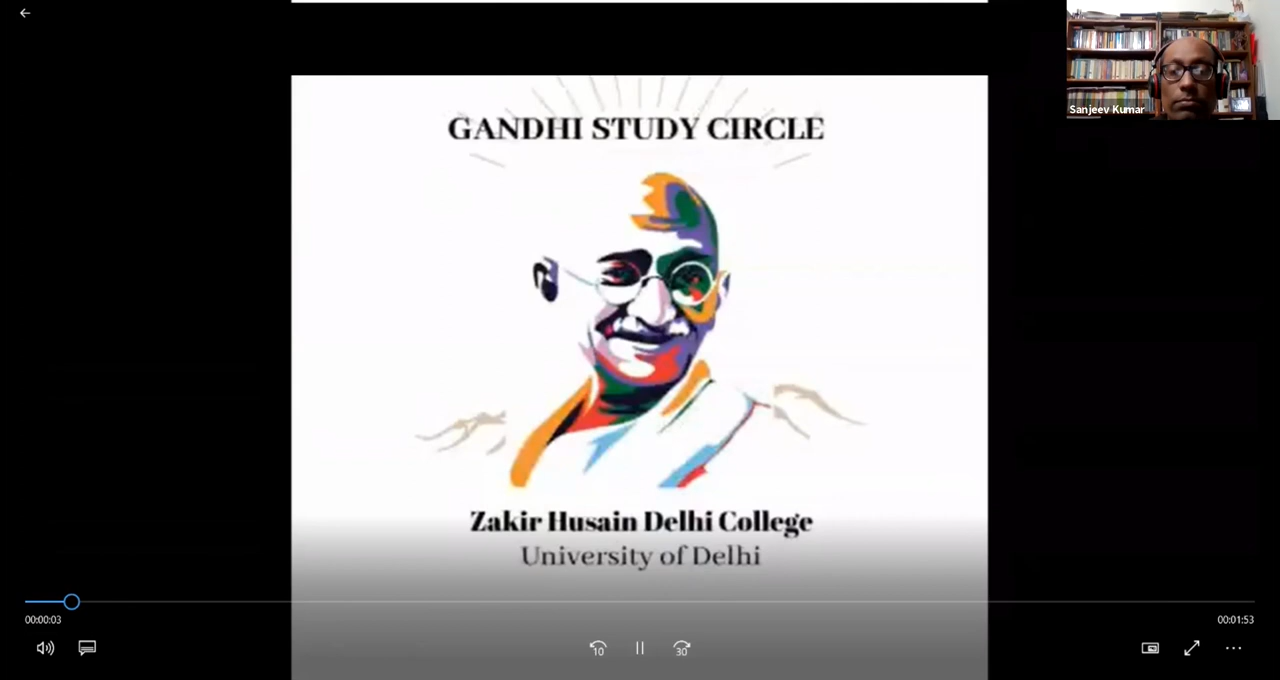 Sanjeev Kumar
GANDHI STUDY CIRCLE
Zakir Husain Delhi College
University of Delhi
00:00:03
00:01:53
10
30